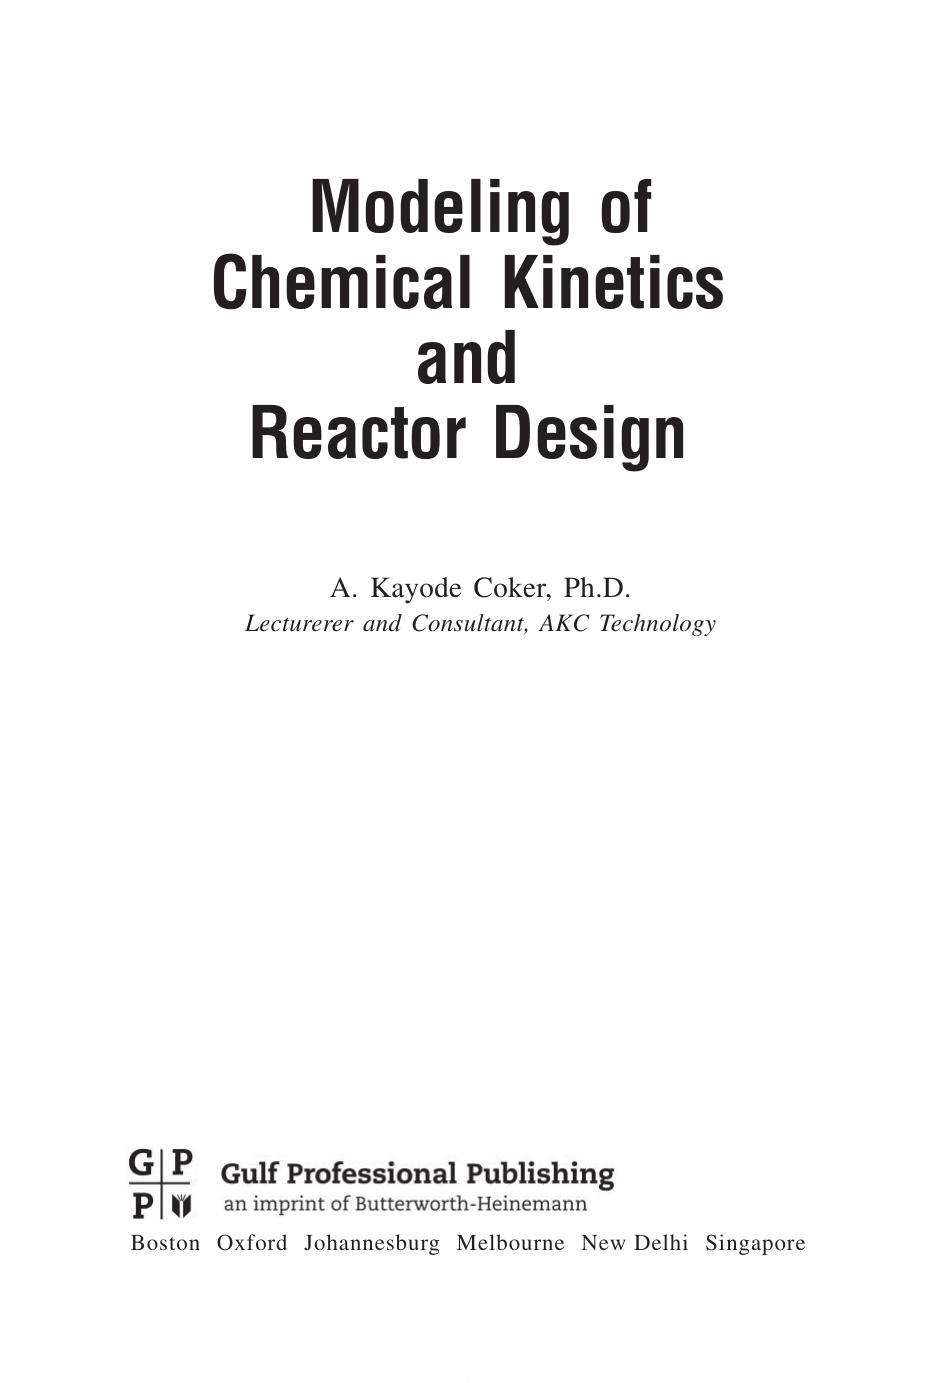 Modeling of
Chemical Kinetics
and
Reactor Design
A. Kayode Coker, Ph.D.
Lecturerer and Consultant, AKC Technology
G P
P
Gulf Professional Publishing
an imprint of Butterworth-Heinemann
Boston Oxford Johannesburg Melbourne New Delhi Singapore